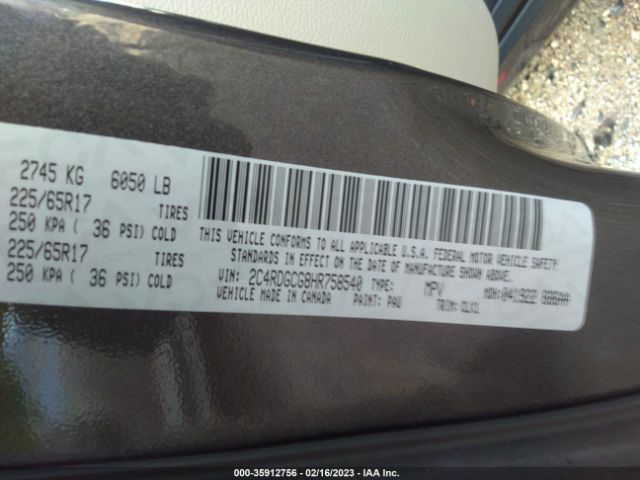 2745 KG 6050 LB
225/65R17 TIRES
250 KPA ( 36 PSI) COLD
225/65R17 TIRES
250 KPA ( 36 PSI) COLD
THIS VEHICLE CONFORMS TO ALL APPLICABLE U.S.A. FEDERAL MOTOR VEHICLE SAFETY
STANDARDS IN EFFECT ON THE DATE OF MANUFACTURE SHOWN ABOVE.
VIN: 2C4RDGCG8HR758540 TYPE: MPV
VEHICLE MADE IN CANADA PAINT: PAU TRIM: MDH:
000-35912756 - 02/16/2023 - IAA Inc.